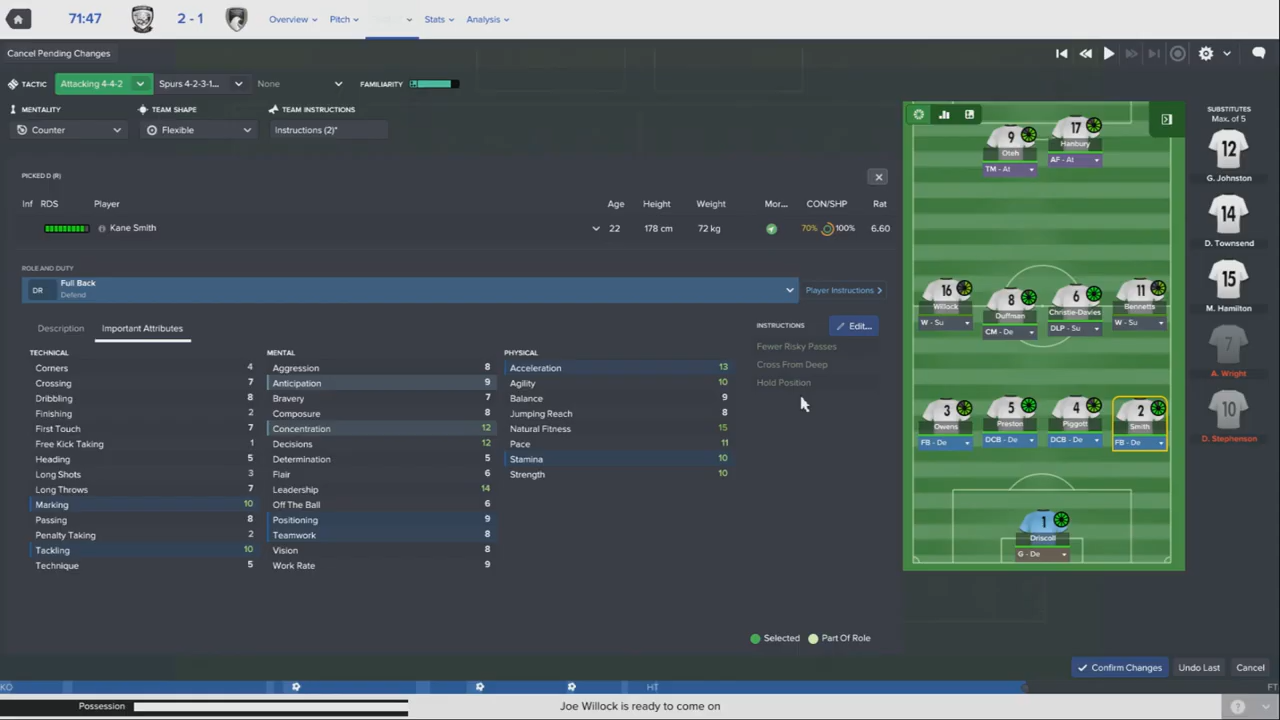 71:47
2 - 1
Overview
Pitch
Stats
Analysis
Cancel Pending Changes
TACTIC
Attacking 4-4-2
Spurs 4-2-3-1...
None
FAMILIARITY
MENTALITY
TEAM SHAPE
TEAM INSTRUCTIONS
Counter
Flexible
Instructions (2)*
PICKED D (R)
Inf RDS Player Age Height Weight Mor... CON/SHP Rat
Kane Smith 22 178 cm 72 kg 70% 100% 6.60
ROLE AND DUTY
DR Full Back
Defend
Player Instructions
Description
Important Attributes
INSTRUCTIONS
Edit...
Fewer Risky Passes
Cross From Deep
Hold Position
TECHNICAL
Corners 4
Crossing 7
Dribbling 8
Finishing 2
First Touch 7
Free Kick Taking 1
Heading 5
Long Shots 3
Long Throws 7
Marking 10
Passing 8
Penalty Taking 2
Tackling 10
Technique 5
MENTAL
Aggression 8
Anticipation 9
Bravery 7
Composure 8
Concentration 12
Decisions 12
Determination 5
Flair 6
Leadership 14
Off The Ball 6
Positioning 9
Teamwork 8
Vision 8
Work Rate 9
PHYSICAL
Acceleration 13
Agility 10
Balance 9
Jumping Reach 8
Natural Fitness 15
Pace 11
Stamina 10
Strength 10
Selected
Part Of Role
9
Oteh
TM - At
17
Hanbury
AF - At
16
Willock
W - Su
8
Duffman
CM - De
6
Christie-Davies
DLP - Su
11
Bennetts
W - Su
3
Owens
FB - De
5
Preston
DCB - De
4
Piggott
DCB - De
2
Smith
FB - De
1
Driscoll
G - De
SUBSTITUTES
Max. of 5
12
G. Johnston
14
D. Townsend
15
M. Hamilton
7
A. Wright
10
D. Stephenson
Confirm Changes
Undo Last
Cancel
KO
HT
FT
Possession
Joe Willock is ready to come on
?